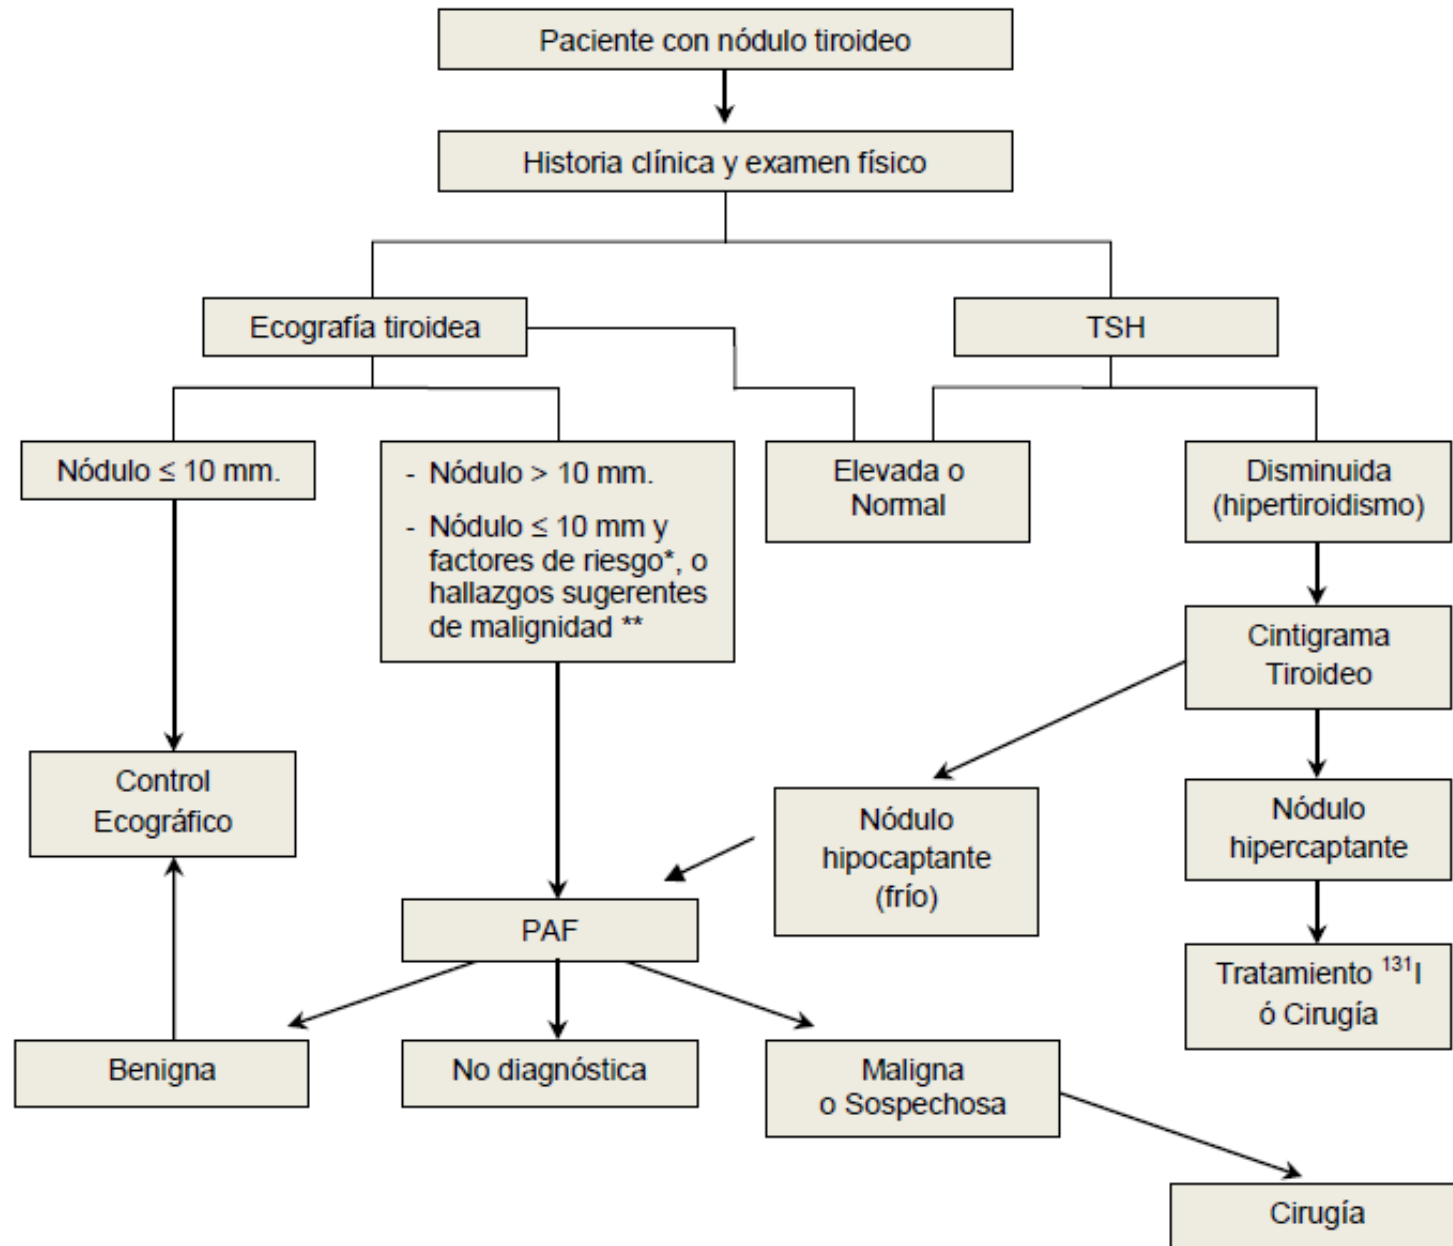 Paciente con nódulo tiroideo
Historia clínica y examen físico
Ecografía tiroidea
TSH
Nódulo ≤ 10 mm.
- Nódulo > 10 mm.
- Nódulo ≤ 10 mm y
factores de riesgo*, o
hallazgos sugerentes
de malignidad **
Elevada o
Normal
Disminuida
(hipertiroidismo)
Cintigrama
Tiroideo
Control
Ecográfico
Nódulo
hipocaptante
(frío)
Nódulo
hipercaptante
PAF
Tratamiento ¹³¹I
ó Cirugía
Benigna
No diagnóstica
Maligna
o Sospechosa
Cirugía